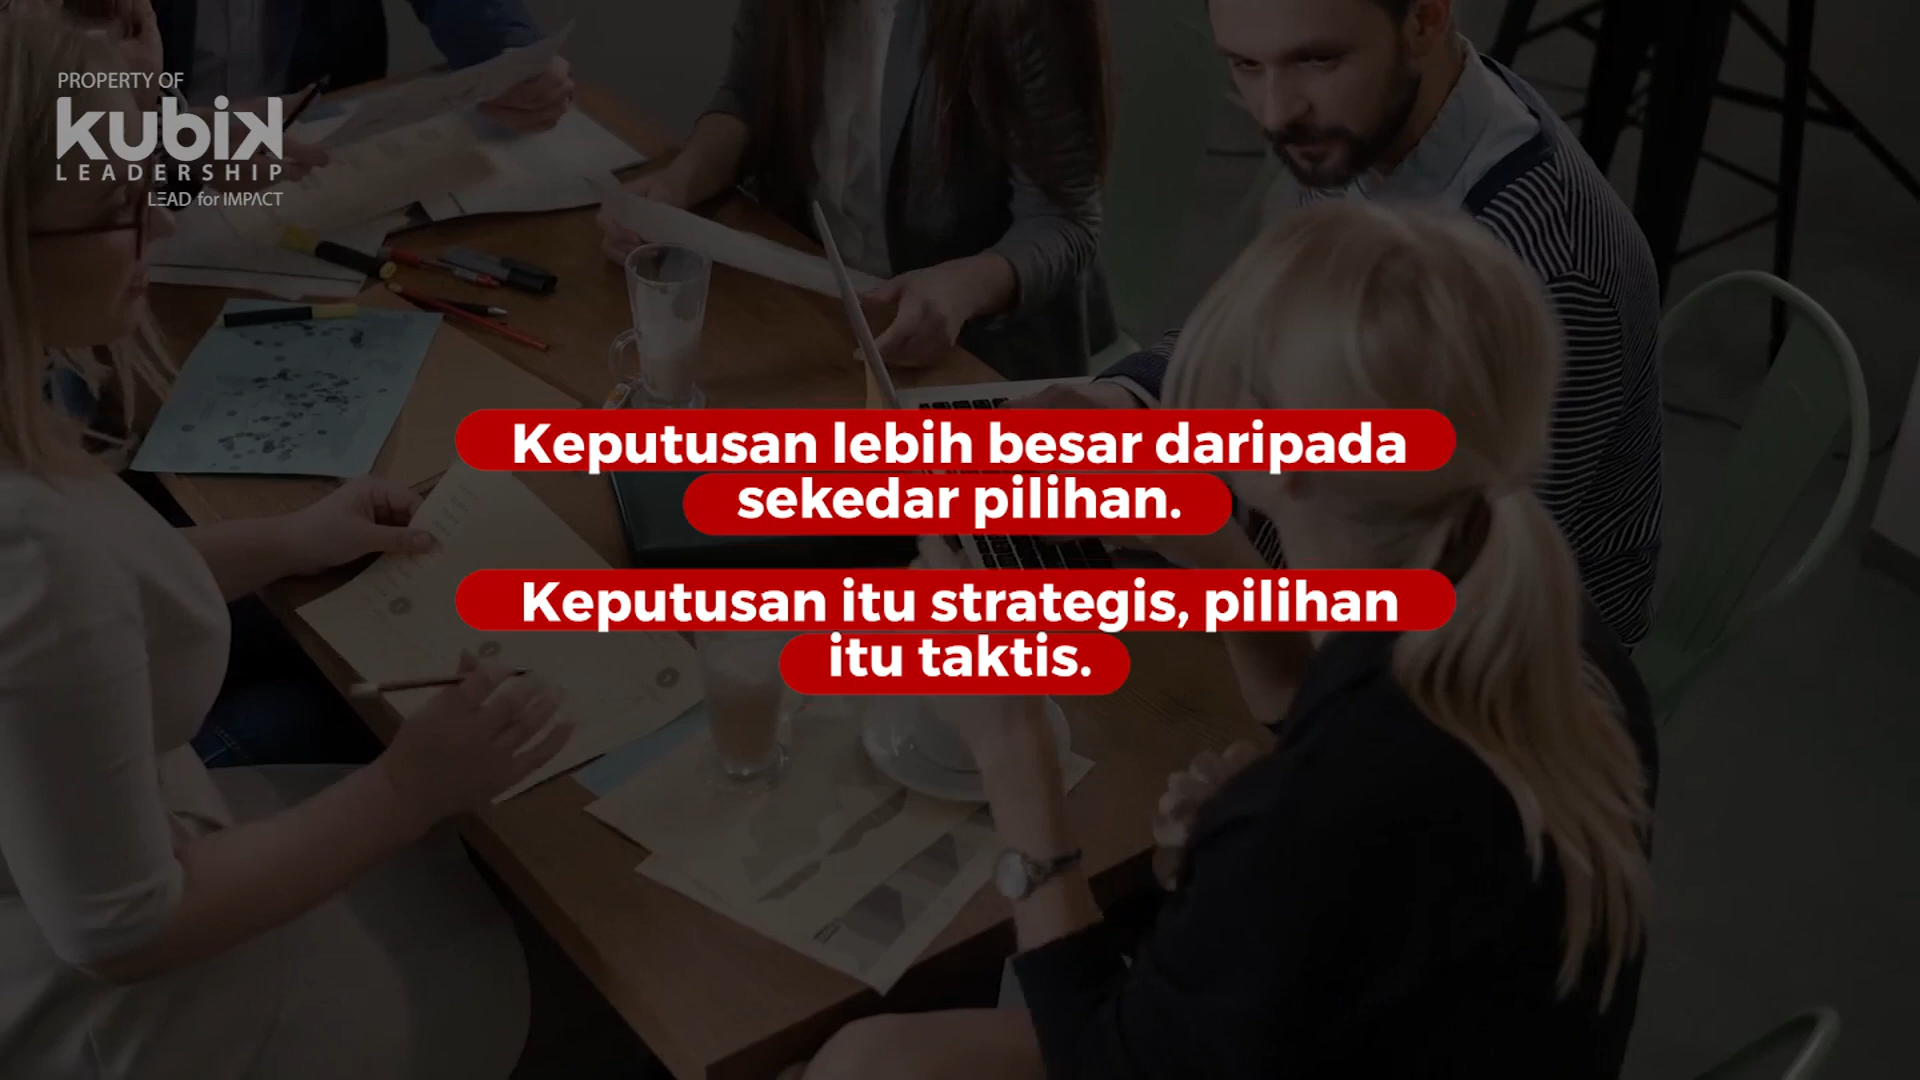 PROPERTY OF
kubik
LEADERSHIP
LEAD for IMPACT
Keputusan lebih besar daripada
sekedar pilihan.
Keputusan itu strategis, pilihan
itu taktis.